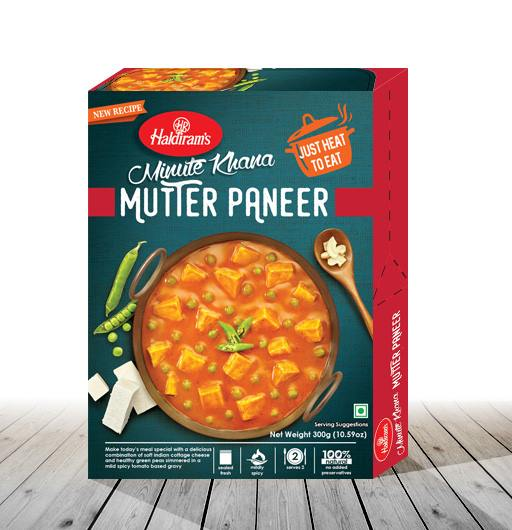 NEW RECIPE
HR
Haldiram's
JUST HEAT
TO EAT
Minute Khana
MUTTER PANEER
Serving Suggestions
Net Weight 300g (10.59oz)
Make today's meal special with a delicious
combination of soft indian cottage cheese
and healthy green peas simmered in a
mild spicy tomato based gravy
sealed
fresh
mildly
spicy
2
serves 2
100%
natural
no added
preservatives
Haldiram's
Minute Khana MUTTER PANEER